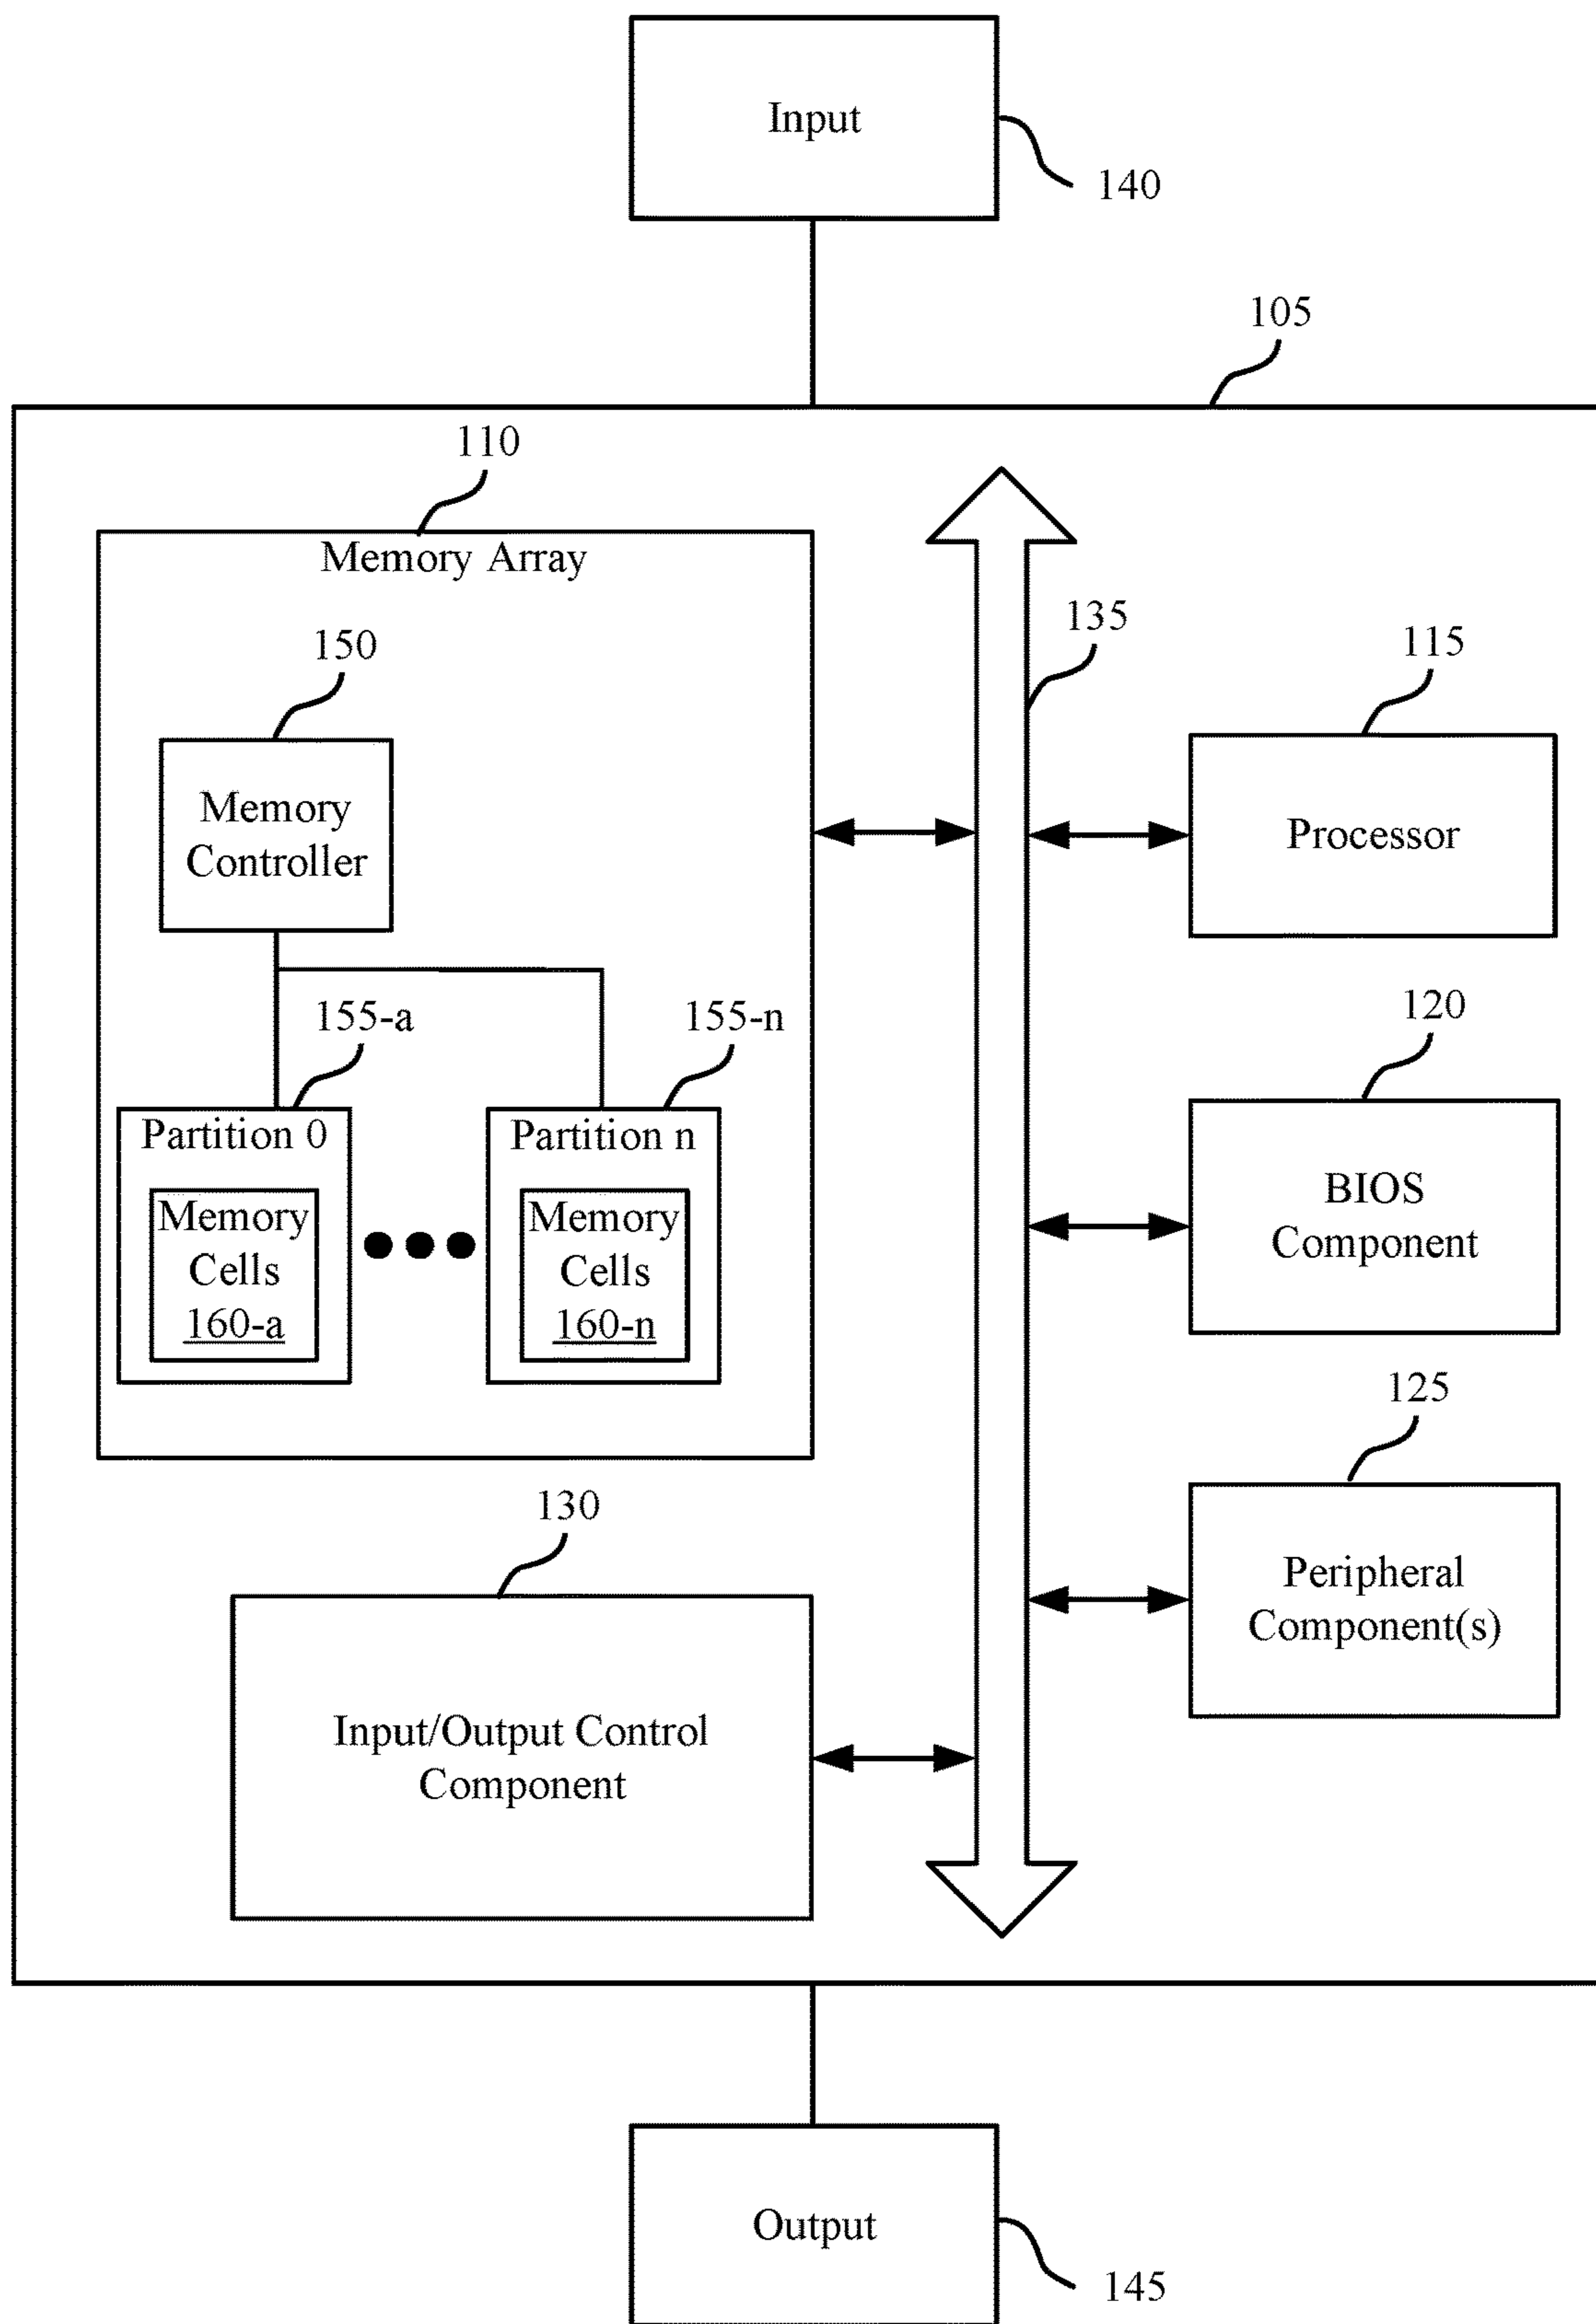 Input
140
105
110
Memory Array
135
150
115
Memory
Controller
Processor
155-a
155-n
120
Partition 0
Partition n
Memory
Cells
160-a
Memory
Cells
160-n
BIOS
Component
125
130
Peripheral
Component(s)
Input/Output Control
Component
Output
145